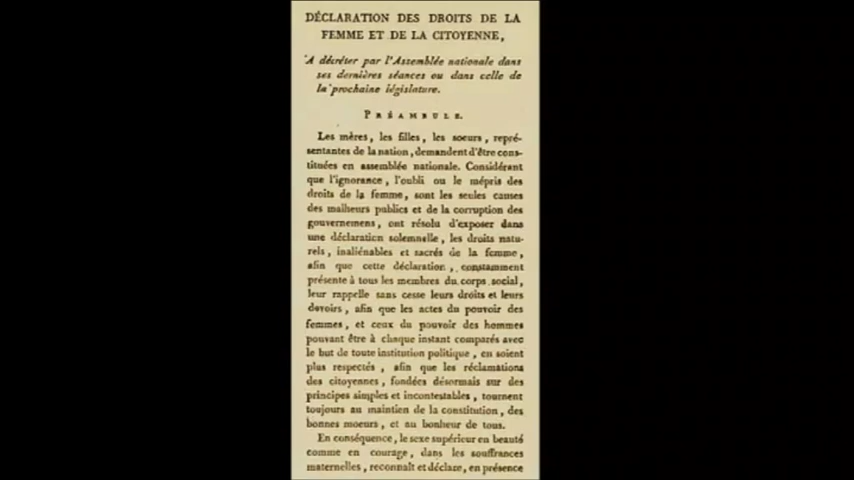 DÉCLARATION DES DROITS DE LA
FEMME ET DE LA CITOYENNE,
A décréter par l'Assemblée nationale dans
ses dernières séances ou dans celle de
la prochaine législature.
PRÉAMBULE.
Les mères, les filles, les soeurs, repré-
sentantes de la nation, demandent d'être cons-
tituées en assemblée nationale. Considérant
que l'ignorance, l'oubli ou le mépris des
droits de la femme, sont les seules causes
des malheurs publics et de la corruption des
gouvernemens, ont résolu d'exposer dans
une déclaration solemnelle, les droits natu-
rels, inaliénables et sacrés de la femme,
afin que cette déclaration, constamment
présente à tous les membres du corps social,
leur rappelle sans cesse leurs droits et leurs
devoirs, afin que les actes du pouvoir des
femmes, et ceux du pouvoir des hommes
pouvant être à chaque instant comparés avec
le but de toute institution politique, en soient
plus respectés, afin que les réclamations
des citoyennes, fondées désormais sur des
principes simples et incontestables, tournent
toujours au maintien de la constitution, des
bonnes moeurs, et au bonheur de tous.
En conséquence, le sexe supérieur en beauté
comme en courage, dans les souffrances
maternelles, reconnaît et déclare, en présence